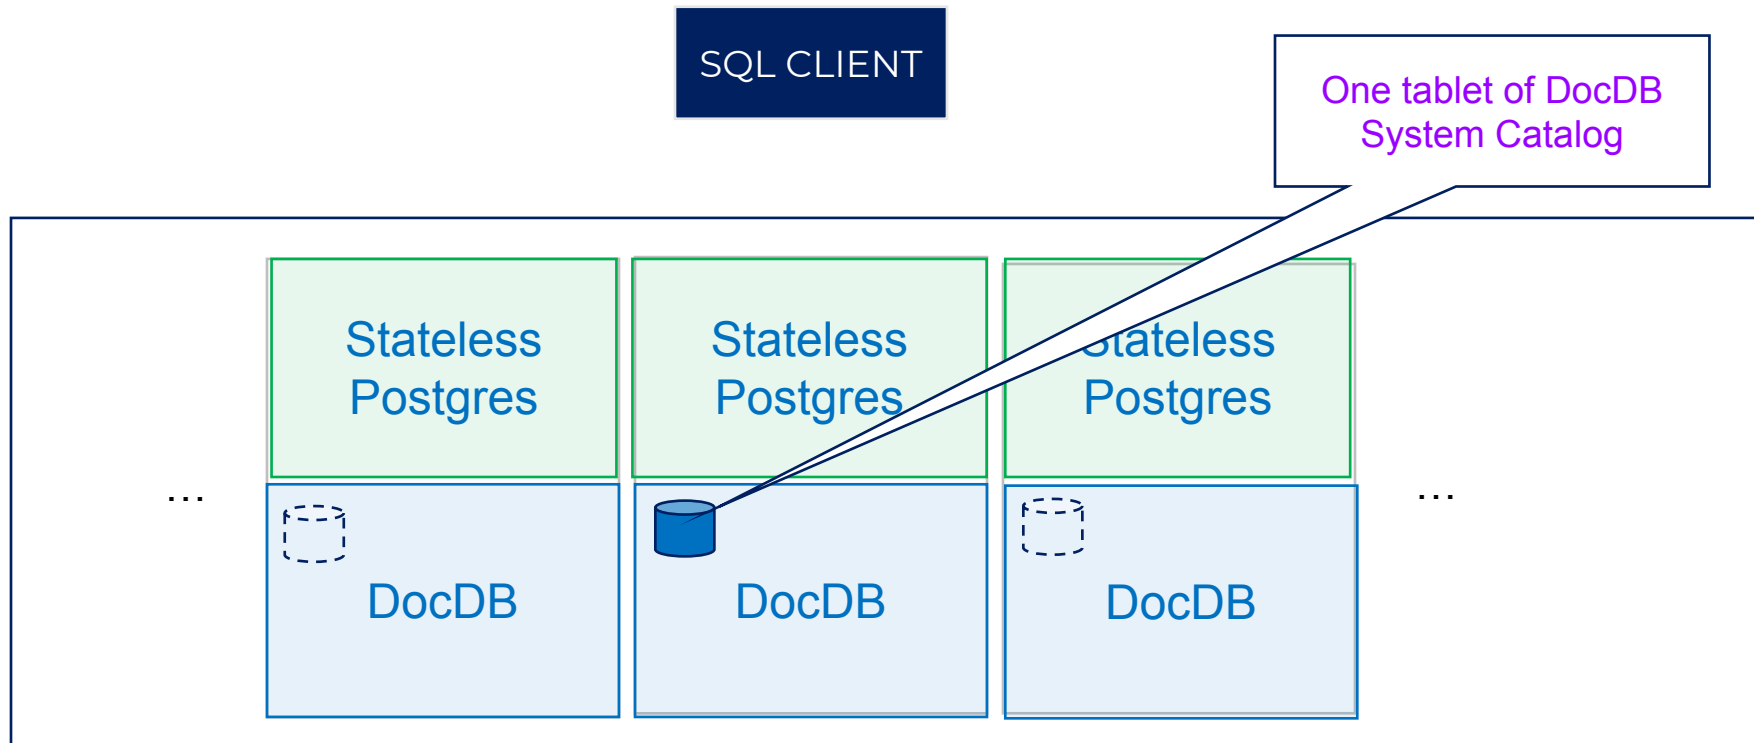 SQL CLIENT
One tablet of DocDB
System Catalog
Stateless
Postgres
Stateless
Postgres
Stateless
Postgres
...
...
DocDB
DocDB
DocDB